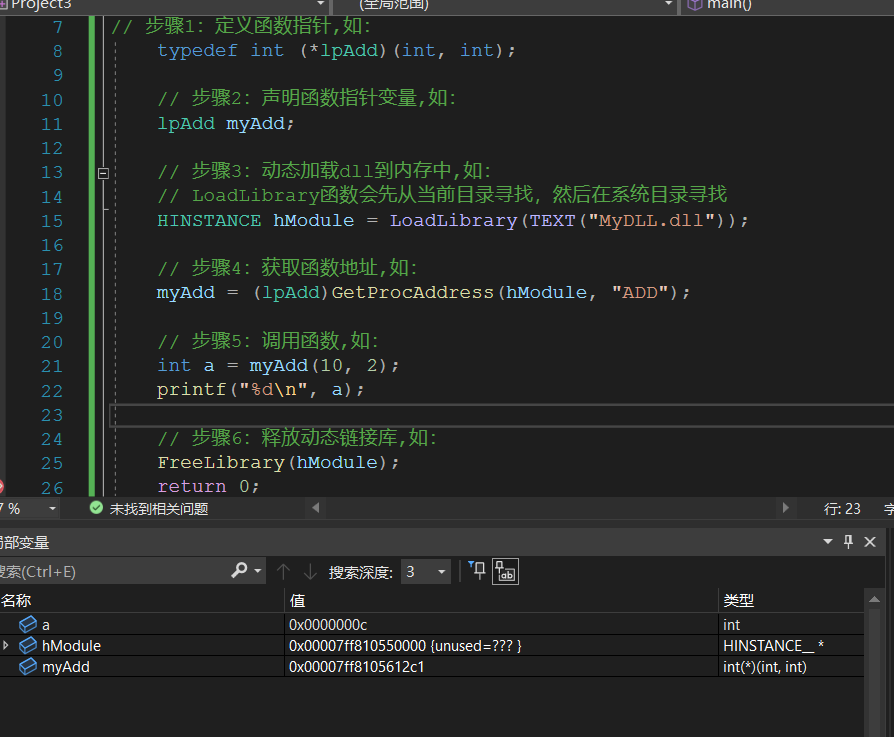 Project3 (全局范围) main()
7 // 步骤1：定义函数指针,如：
8 typedef int (*lpAdd)(int, int);
9
10 // 步骤2：声明函数指针变量,如：
11 lpAdd myAdd;
12
13 // 步骤3：动态加载dll到内存中,如：
14 // LoadLibrary函数会先从当前目录寻找，然后在系统目录寻找
15 HINSTANCE hModule = LoadLibrary(TEXT("MyDLL.dll"));
16
17 // 步骤4：获取函数地址,如：
18 myAdd = (lpAdd)GetProcAddress(hModule, "ADD");
19
20 // 步骤5：调用函数,如：
21 int a = myAdd(10, 2);
22 printf("%d\n", a);
23
24 // 步骤6：释放动态链接库,如：
25 FreeLibrary(hModule);
26 return 0;
7 % 未找到相关问题 行: 23
部变量
搜索(Ctrl+E) 搜索深度: 3
名称 值 类型
a 0x0000000c int
hModule 0x00007ff810550000 {unused=??? } HINSTANCE__ *
myAdd 0x00007ff8105612c1 int(*)(int, int)